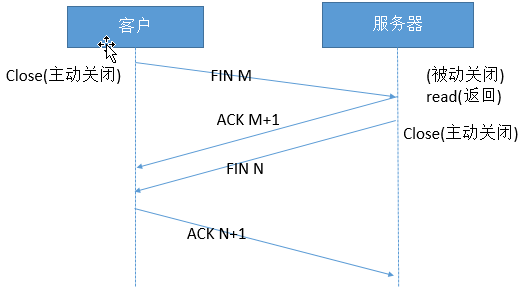 客户
服务器
Close(主动关闭)
FIN M
(被动关闭)
read(返回)
ACK M+1
Close(主动关闭)
FIN N
ACK N+1